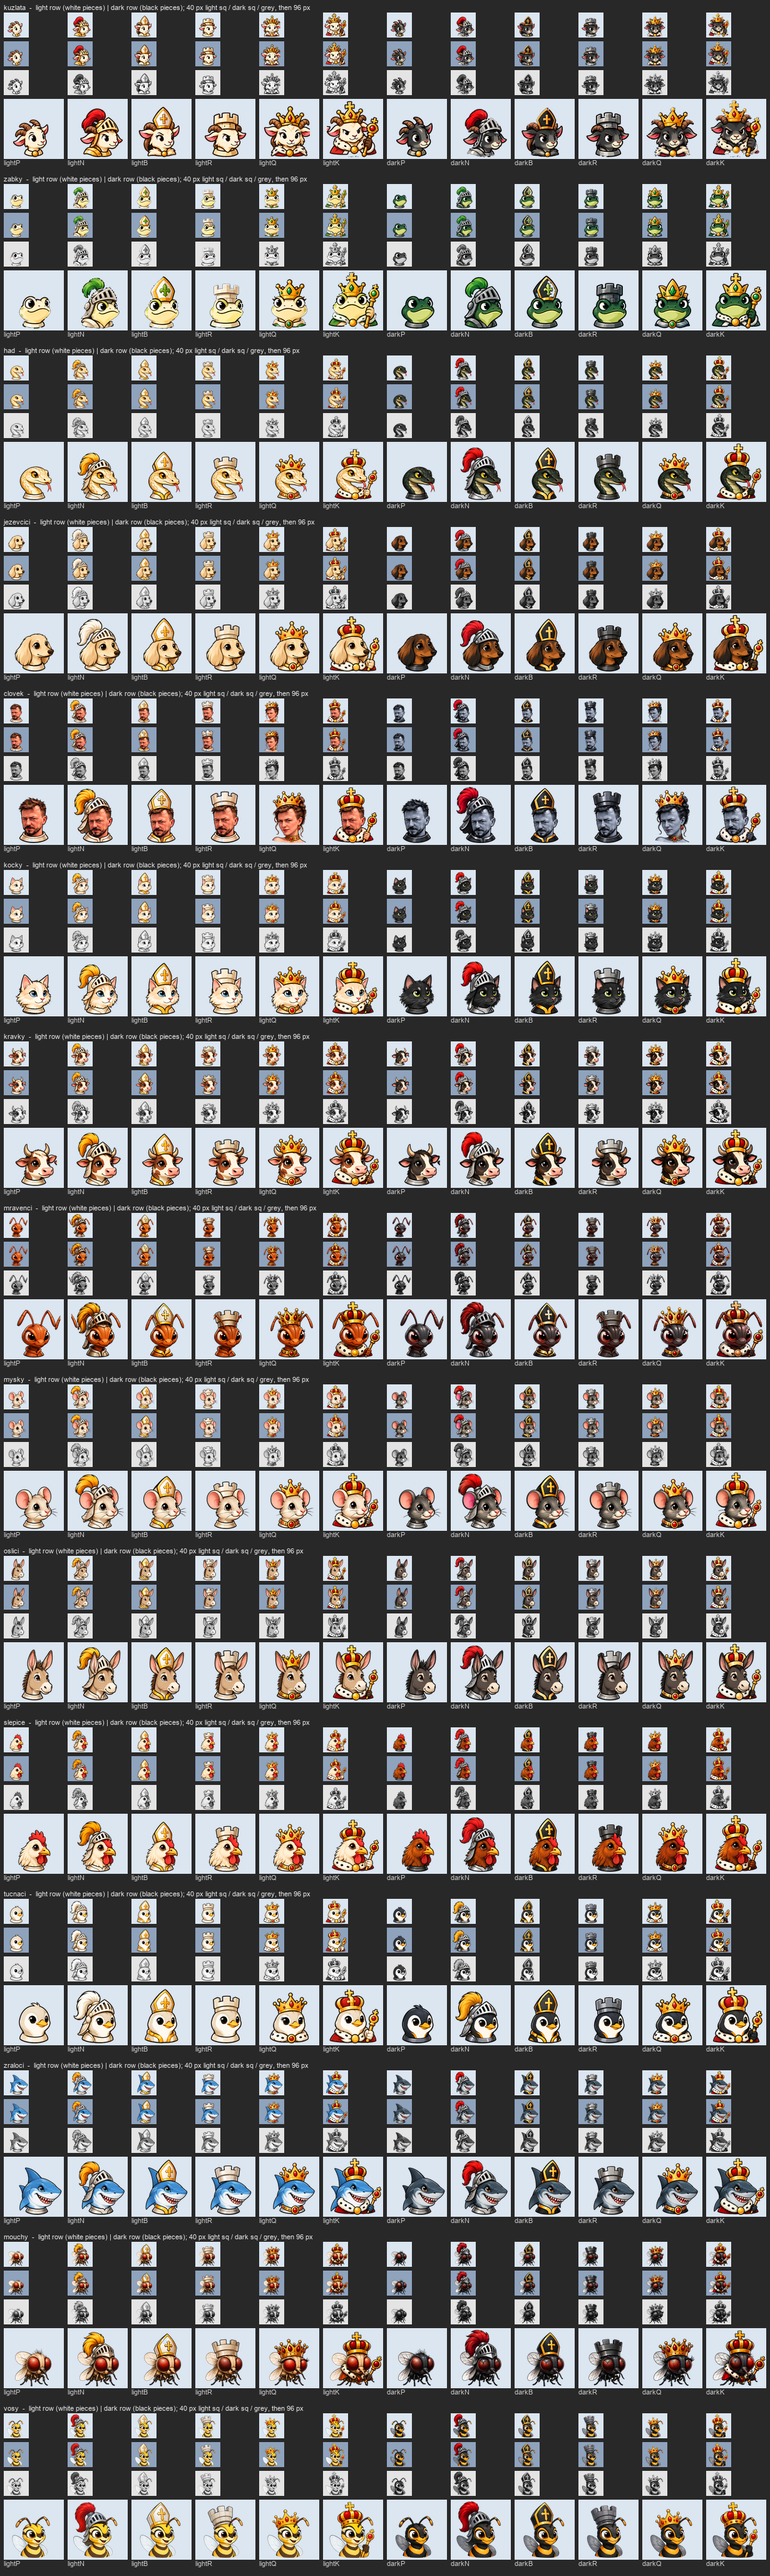 kuzlata - light row (white pieces) | dark row (black pieces); 40 px light sq / dark sq / grey, then 96 px
lightP lightN lightB lightR lightQ lightK darkP darkN darkB darkR darkQ darkK
zabky - light row (white pieces) | dark row (black pieces); 40 px light sq / dark sq / grey, then 96 px
lightP lightN lightB lightR lightQ lightK darkP darkN darkB darkR darkQ darkK
had - light row (white pieces) | dark row (black pieces); 40 px light sq / dark sq / grey, then 96 px
lightP lightN lightB lightR lightQ lightK darkP darkN darkB darkR darkQ darkK
jezevcici - light row (white pieces) | dark row (black pieces); 40 px light sq / dark sq / grey, then 96 px
lightP lightN lightB lightR lightQ lightK darkP darkN darkB darkR darkQ darkK
clovek - light row (white pieces) | dark row (black pieces); 40 px light sq / dark sq / grey, then 96 px
lightP lightN lightB lightR lightQ lightK darkP darkN darkB darkR darkQ darkK
kocky - light row (white pieces) | dark row (black pieces); 40 px light sq / dark sq / grey, then 96 px
lightP lightN lightB lightR lightQ lightK darkP darkN darkB darkR darkQ darkK
kravky - light row (white pieces) | dark row (black pieces); 40 px light sq / dark sq / grey, then 96 px
lightP lightN lightB lightR lightQ lightK darkP darkN darkB darkR darkQ darkK
mravenci - light row (white pieces) | dark row (black pieces); 40 px light sq / dark sq / grey, then 96 px
lightP lightN lightB lightR lightQ lightK darkP darkN darkB darkR darkQ darkK
mysky - light row (white pieces) | dark row (black pieces); 40 px light sq / dark sq / grey, then 96 px
lightP lightN lightB lightR lightQ lightK darkP darkN darkB darkR darkQ darkK
oslici - light row (white pieces) | dark row (black pieces); 40 px light sq / dark sq / grey, then 96 px
lightP lightN lightB lightR lightQ lightK darkP darkN darkB darkR darkQ darkK
slepice - light row (white pieces) | dark row (black pieces); 40 px light sq / dark sq / grey, then 96 px
lightP lightN lightB lightR lightQ lightK darkP darkN darkB darkR darkQ darkK
tucnaci - light row (white pieces) | dark row (black pieces); 40 px light sq / dark sq / grey, then 96 px
lightP lightN lightB lightR lightQ lightK darkP darkN darkB darkR darkQ darkK
zraloci - light row (white pieces) | dark row (black pieces); 40 px light sq / dark sq / grey, then 96 px
lightP lightN lightB lightR lightQ lightK darkP darkN darkB darkR darkQ darkK
mouchy - light row (white pieces) | dark row (black pieces); 40 px light sq / dark sq / grey, then 96 px
lightP lightN lightB lightR lightQ lightK darkP darkN darkB darkR darkQ darkK
vosy - light row (white pieces) | dark row (black pieces); 40 px light sq / dark sq / grey, then 96 px
lightP lightN lightB lightR lightQ lightK darkP darkN darkB darkR darkQ darkK